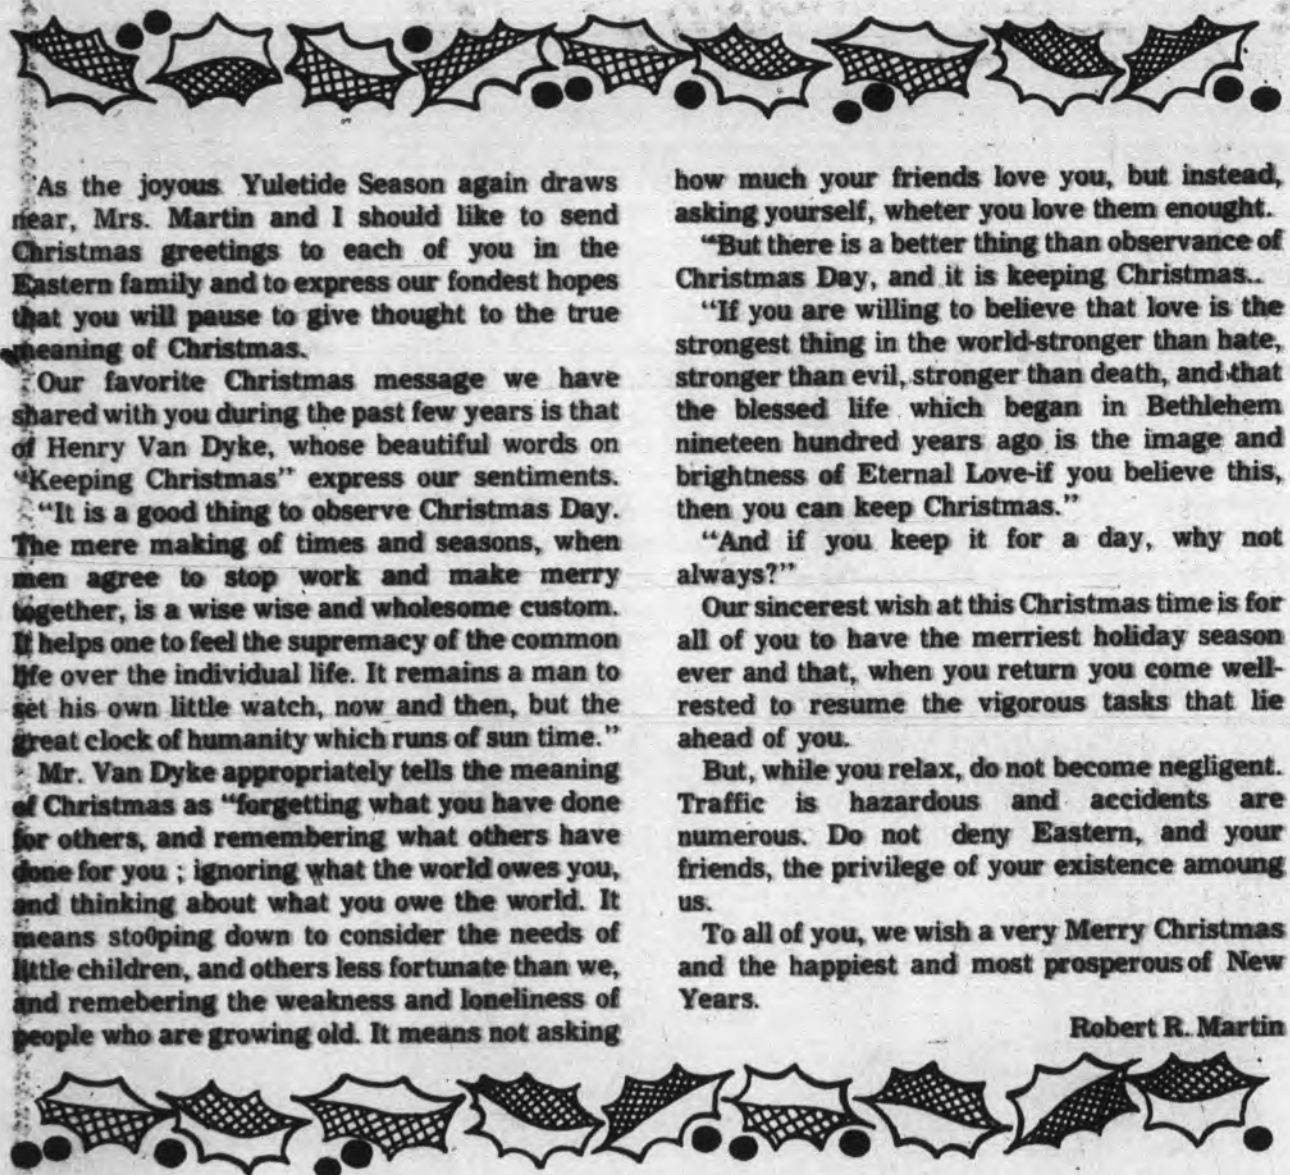 As the joyous Yuletide Season again draws
near, Mrs. Martin and I should like to send
Christmas greetings to each of you in the
Eastern family and to express our fondest hopes
that you will pause to give thought to the true
meaning of Christmas.
Our favorite Christmas message we have
shared with you during the past few years is that
of Henry Van Dyke, whose beautiful words on
"Keeping Christmas" express our sentiments.
"It is a good thing to observe Christmas Day.
The mere making of times and seasons, when
men agree to stop work and make merry
together, is a wise wise and wholesome custom.
It helps one to feel the supremacy of the common
life over the individual life. It remains a man to
set his own little watch, now and then, but the
great clock of humanity which runs of sun time."
Mr. Van Dyke appropriately tells the meaning
of Christmas as "forgetting what you have done
for others, and remembering what others have
done for you ; ignoring what the world owes you,
and thinking about what you owe the world. It
means sto0ping down to consider the needs of
little children, and others less fortunate than we,
and remebering the weakness and loneliness of
people who are growing old. It means not asking
how much your friends love you, but instead,
asking yourself, wheter you love them enought.
"But there is a better thing than observance of
Christmas Day, and it is keeping Christmas..
"If you are willing to believe that love is the
strongest thing in the world-stronger than hate,
stronger than evil, stronger than death, and that
the blessed life which began in Bethlehem
nineteen hundred years ago is the image and
brightness of Eternal Love-if you believe this,
then you can keep Christmas."
"And if you keep it for a day, why not
always?"
Our sincerest wish at this Christmas time is for
all of you to have the merriest holiday season
ever and that, when you return you come well-
rested to resume the vigorous tasks that lie
ahead of you.
But, while you relax, do not become negligent.
Traffic is hazardous and accidents are
numerous. Do not deny Eastern, and your
friends, the privilege of your existence amoung
us.
To all of you, we wish a very Merry Christmas
and the happiest and most prosperous of New
Years.
Robert R. Martin